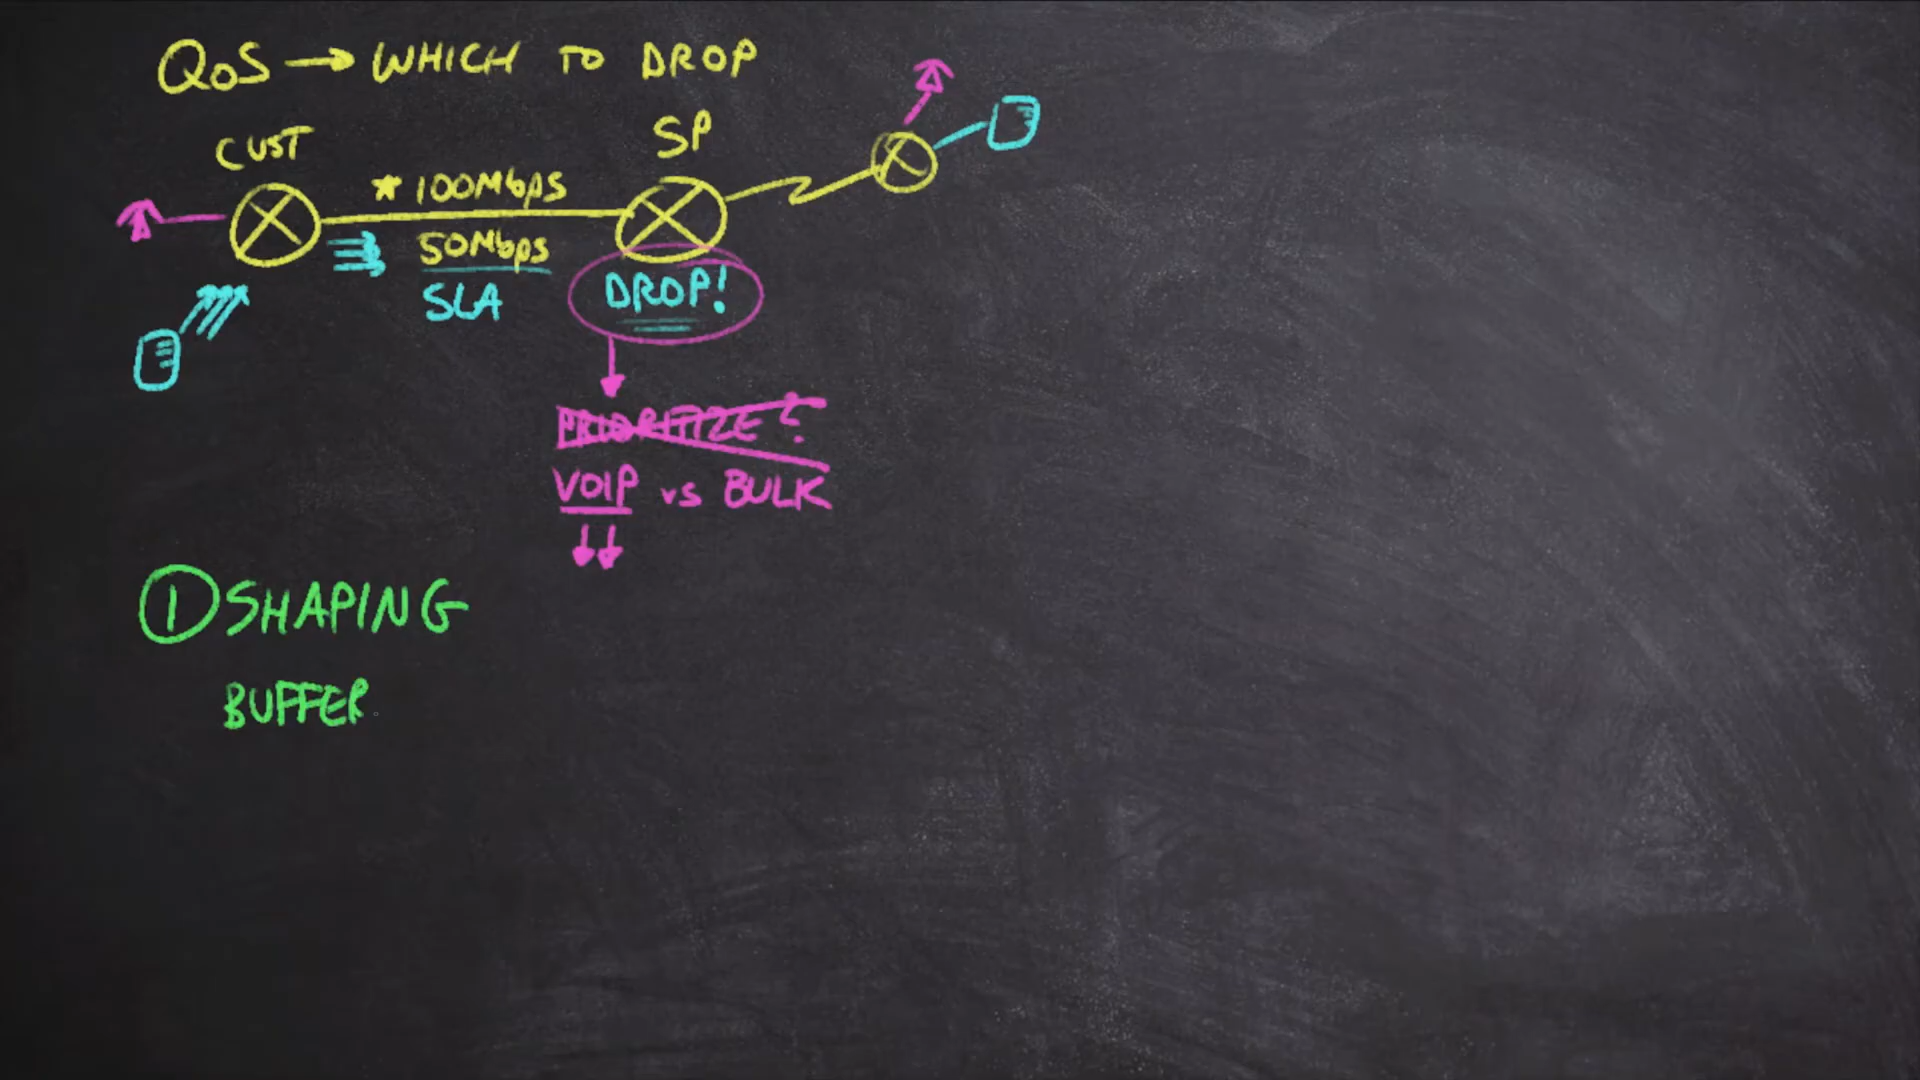 QoS → WHICH TO DROP
CUST
SP
* 100Mbps
50Mbps
SLA
DROP!
PRIORITIZE?
VOIP vs BULK
① SHAPING
BUFFER